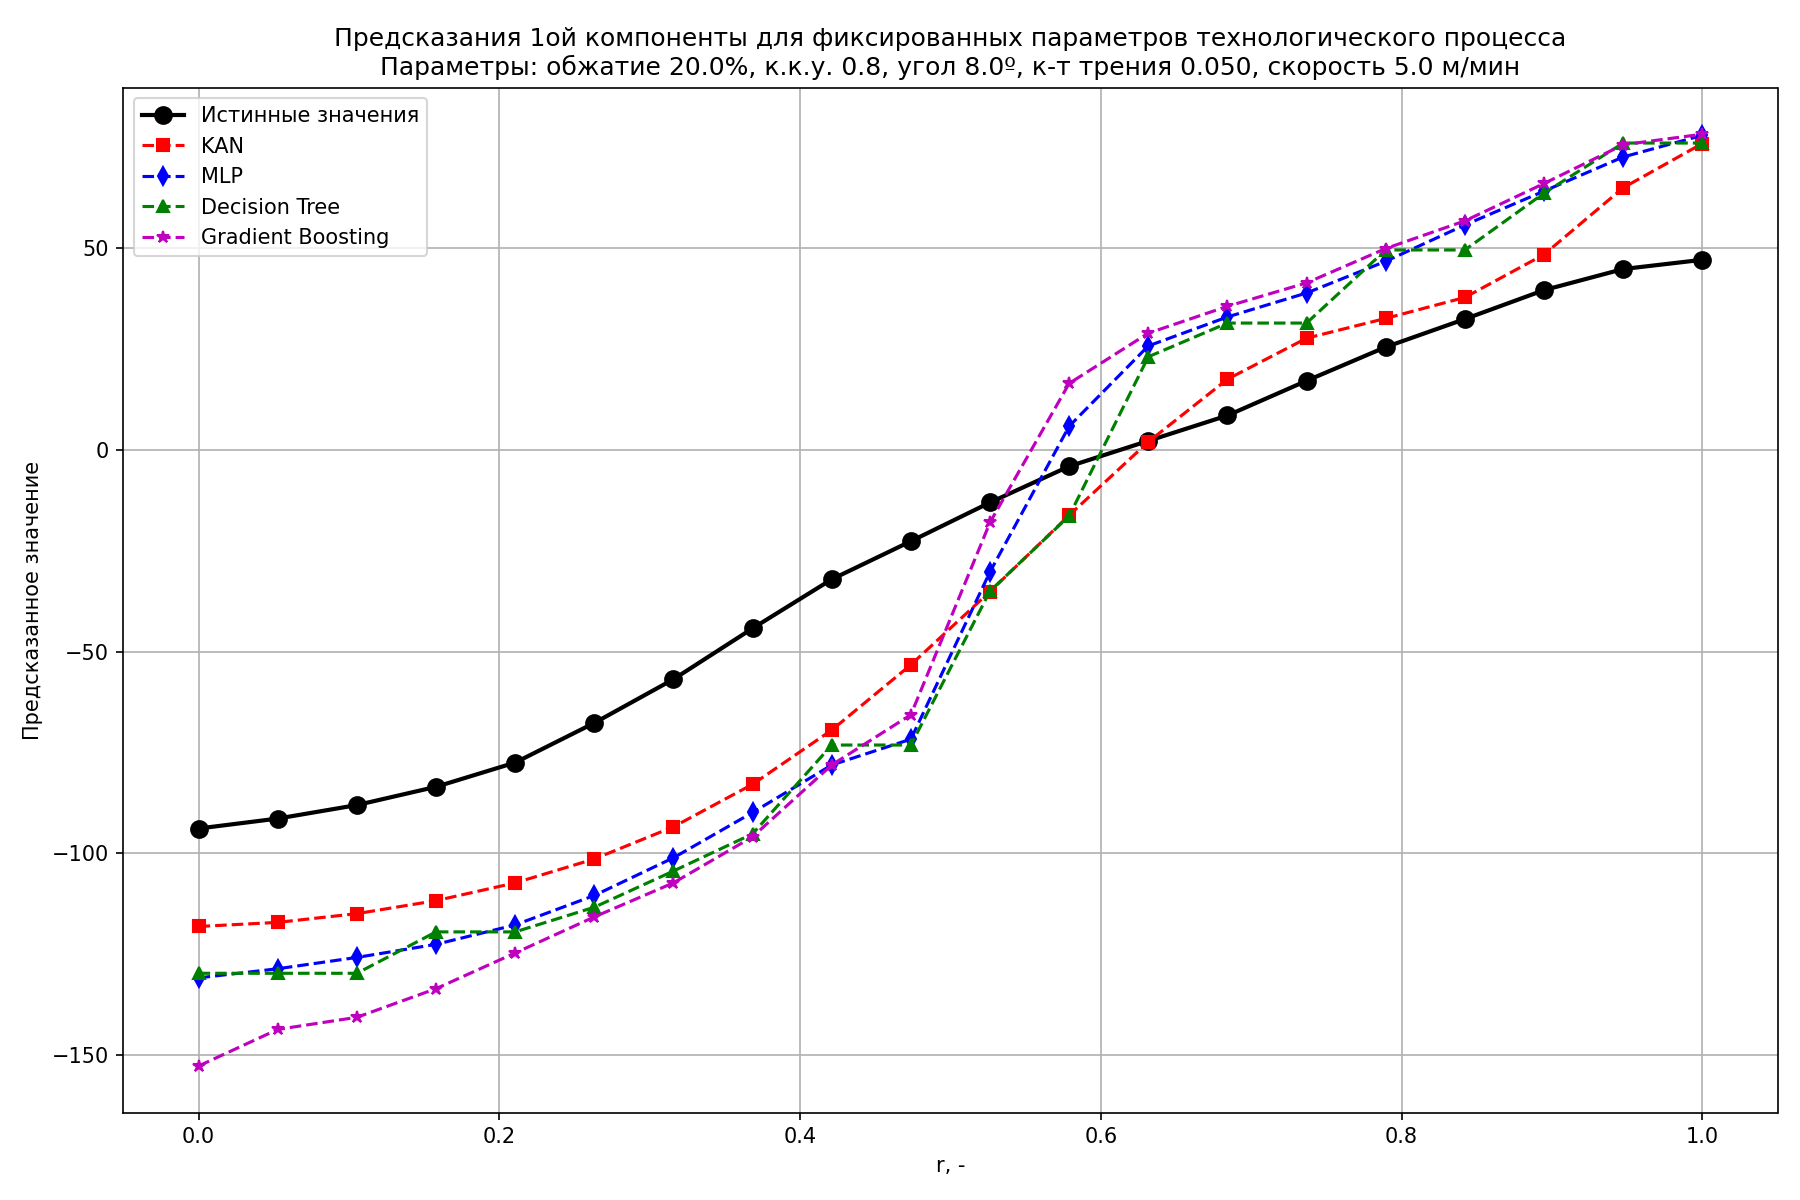 Предсказания 1ой компоненты для фиксированных параметров технологического процесса
Параметры: обжатие 20.0%, к.к.у. 0.8, угол 8.0º, к-т трения 0.050, скорость 5.0 м/мин
Истинные значения
KAN
MLP
Decision Tree
Gradient Boosting
Предсказанное значение
50
0
−50
−100
−150
0.0
0.2
0.4
0.6
0.8
1.0
r, -